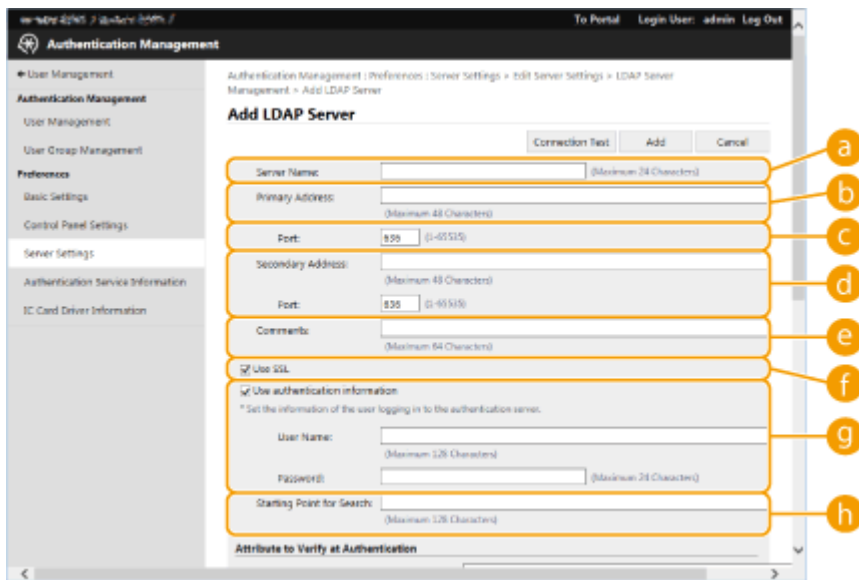 To Portal Login User: admin Log Out
Authentication Management
User Management
Authentication Management
User Management
User Group Management
Preferences
Basic Settings
Control Panel Settings
Server Settings
Authentication Service Information
IC Card Driver Information
Authentication Management : Preferences : Server Settings > Edit Server Settings > LDAP Server
Management > Add LDAP Server
Add LDAP Server
Connection Test Add Cancel
Server Name: (Maximum 24 Characters) a
Primary Address: b
(Maximum 48 Characters)
Port: 636 (1-65535) c
Secondary Address:
(Maximum 48 Characters) d
Port: 636 (1-65535)
Comments: e
(Maximum 64 Characters)
Use SSL f
Use authentication information
* Set the information of the user logging in to the authentication server.
User Name: g
(Maximum 128 Characters)
Password: (Maximum 24 Characters)
Starting Point for Search: h
(Maximum 128 Characters)
Attribute to Verify at Authentication